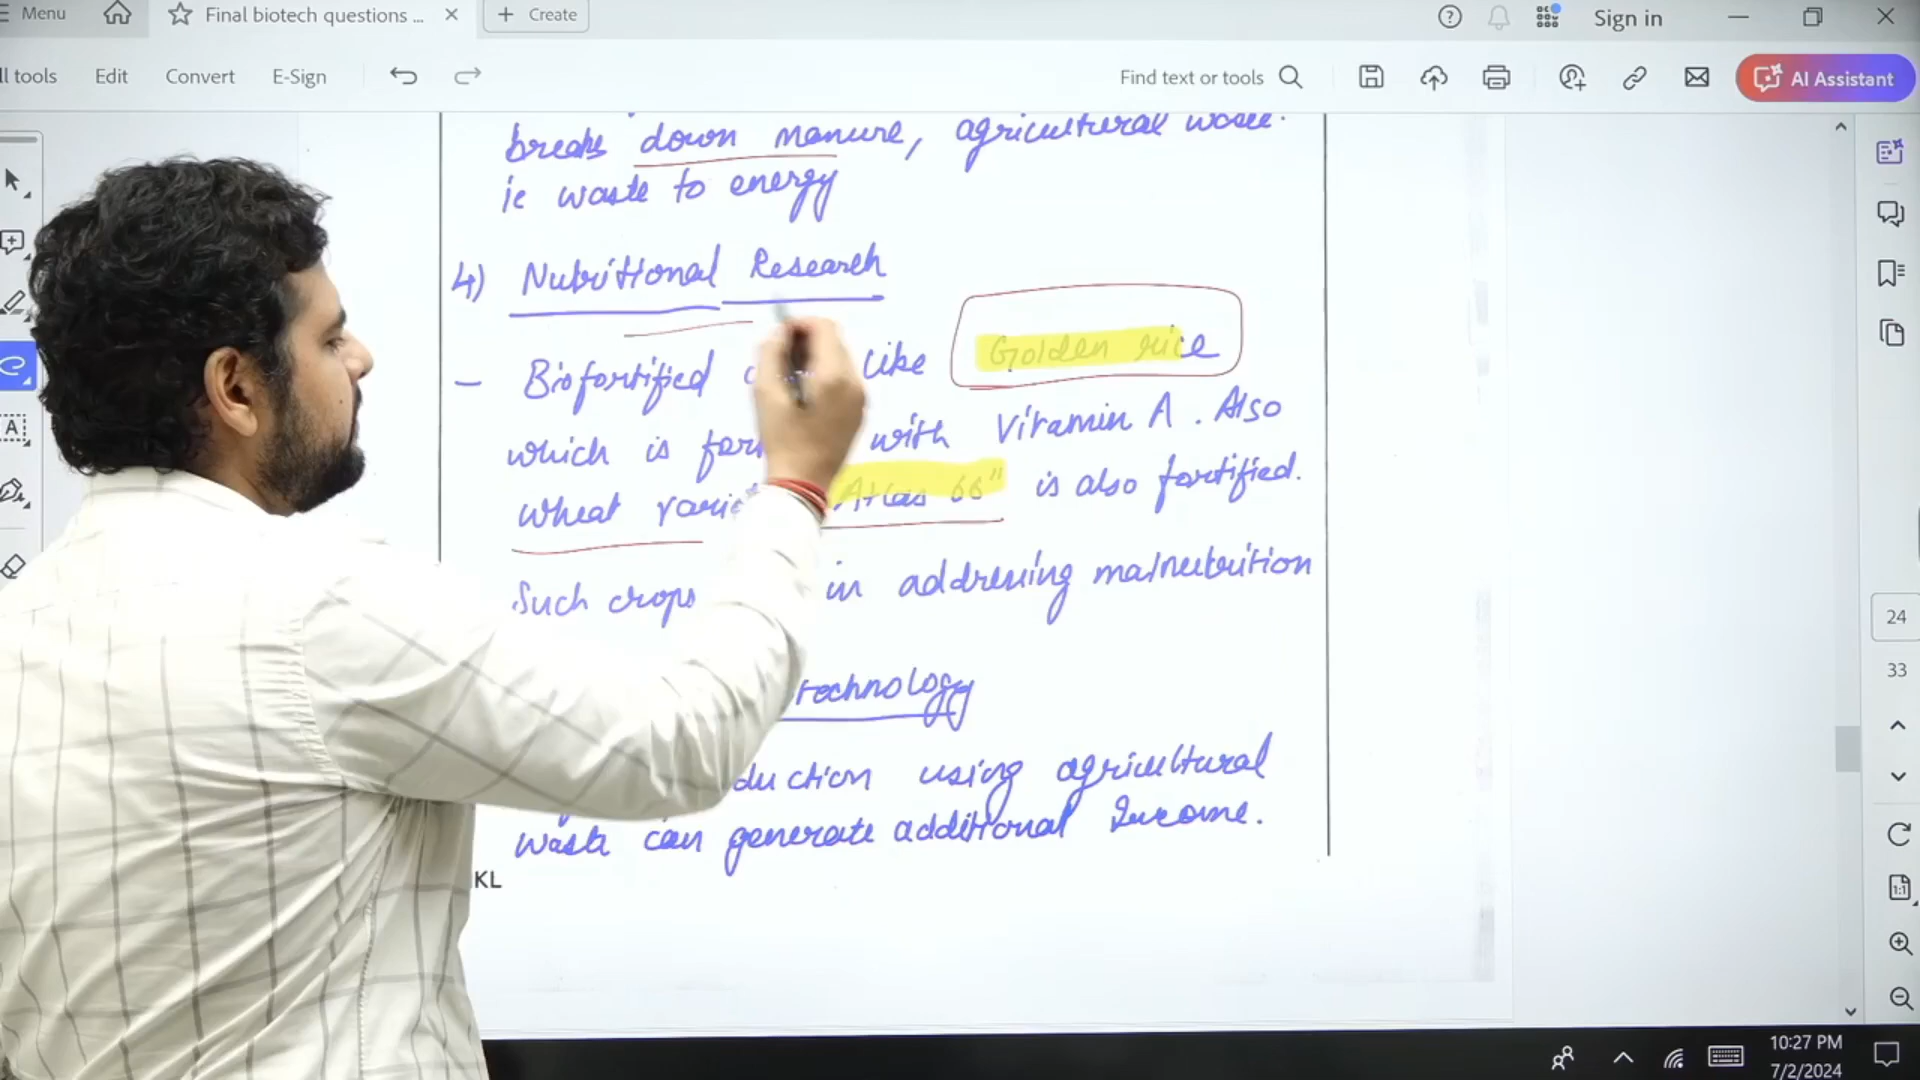 Menu
Final biotech questions ...
Create
Sign in
ll tools
Edit
Convert
E-Sign
Find text or tools
AI Assistant
breaks down manure, agricultural waste.
ie waste to energy
4) Nutritional Research
- Biofortified like Golden rice
which is with Vitamin A. Also
wheat Atlas 66" is also fortified.
Such crops in addressing malnutrition
technology
duction using agricultural
waste can generate additional Income.
KL
24
33
1:1
10:27 PM
7/2/2024